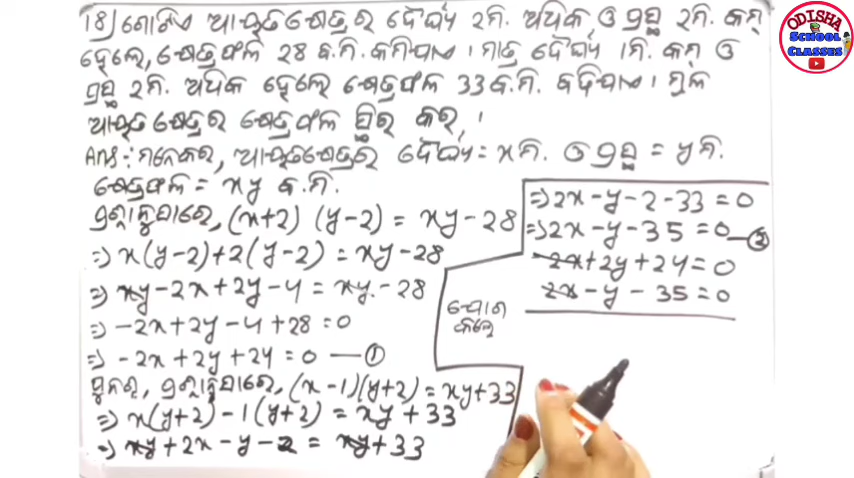 18) ଗୋଟିଏ ଆୟତକ୍ଷେତ୍ରର ଦୈର୍ଘ୍ୟ 2ମି. ଅଧିକ ଓ ପ୍ରସ୍ଥ 2ମି. କମ୍
ହେଲେ, କ୍ଷେତ୍ରଫଳ 28 ବ.ମି. କମିଯାଏ । ମାତ୍ର ଦୈର୍ଘ୍ୟ 1ମି. କମ୍ ଓ
ପ୍ରସ୍ଥ 2ମି. ଅଧିକ ହେଲେ କ୍ଷେତ୍ରଫଳ 33ବ.ମି. ବଢ଼ିଯାଏ । ମୂଳ
ଆୟତକ୍ଷେତ୍ରର କ୍ଷେତ୍ରଫଳ ସ୍ଥିର କର ।
Ans:- ମନେକର, ଆୟତକ୍ଷେତ୍ରର ଦୈର୍ଘ୍ୟ = xମି. ଓ ପ୍ରସ୍ଥ = yମି.
କ୍ଷେତ୍ରଫଳ = xy ବ.ମି.
ପ୍ରଶ୍ନାନୁସାରେ, (x+2) (y-2) = xy-28
=) x(y-2)+2(y-2) = xy-28
=) xy-2x+2y-4 = xy-28
=) -2x+2y-4+28=0
=) -2x+2y+24=0 —①
ପୁନଶ୍ଚ, ପ୍ରଶ୍ନାନୁସାରେ, (x-1)(y+2)=xy+33
=) x(y+2)-1(y+2) = xy+33
=) xy+2x-y-2 = xy+33
=) 2x-y-2-33=0
=) 2x-y-35=0 —②
-2x+2y+24=0
2x-y-35=0
ଯୋଗ
କଲେ
ODISHA
School
CLASSES